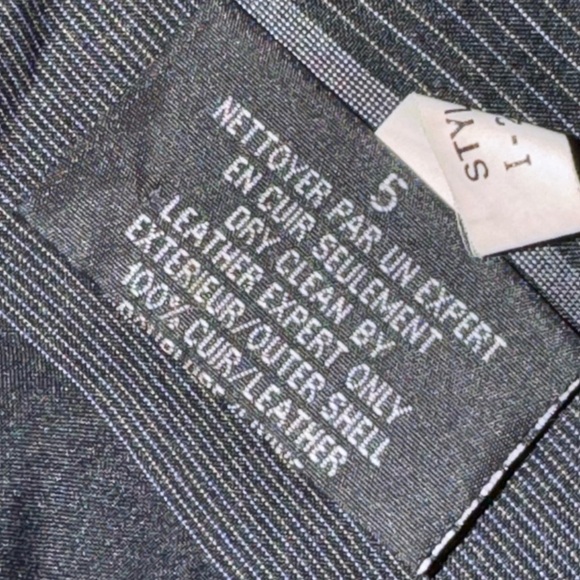 5
NETTOYER PAR UN EXPERT
EN CUIR SEULEMENT
DRY CLEAN BY
LEATHER EXPERT ONLY
EXTERIEUR/OUTER SHELL
100% CUIR/LEATHER
STY